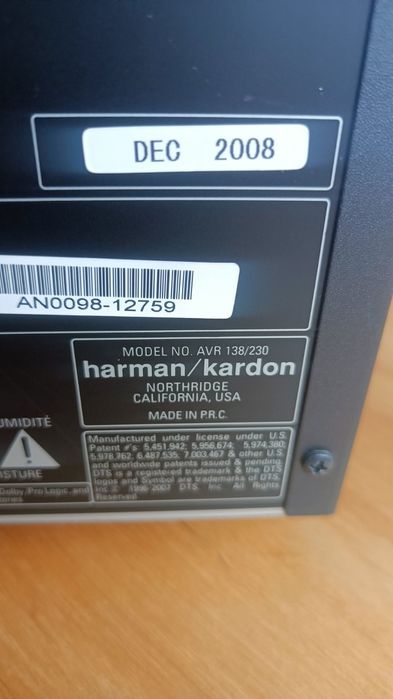 DEC 2008
AN0098-12759
MODEL NO. AVR 138/230
harman/kardon
NORTHRIDGE
CALIFORNIA, USA
MADE IN P.R.C.
UMIDITÉ
ISTURE
Manufactured under license under U.S.
Patent #'s: 5,451,942; 5,956,674; 5,974,380;
5,978,762; 6,487,535; 7,003,467 & other U.S.
and worldwide patents issued & pending.
DTS is a registered trademark & the DTS
logos and Symbol are trademarks of DTS,
Inc. © 1996-2007 DTS, Inc. All Rights
Reserved.
Dolby, Pro Logic, and